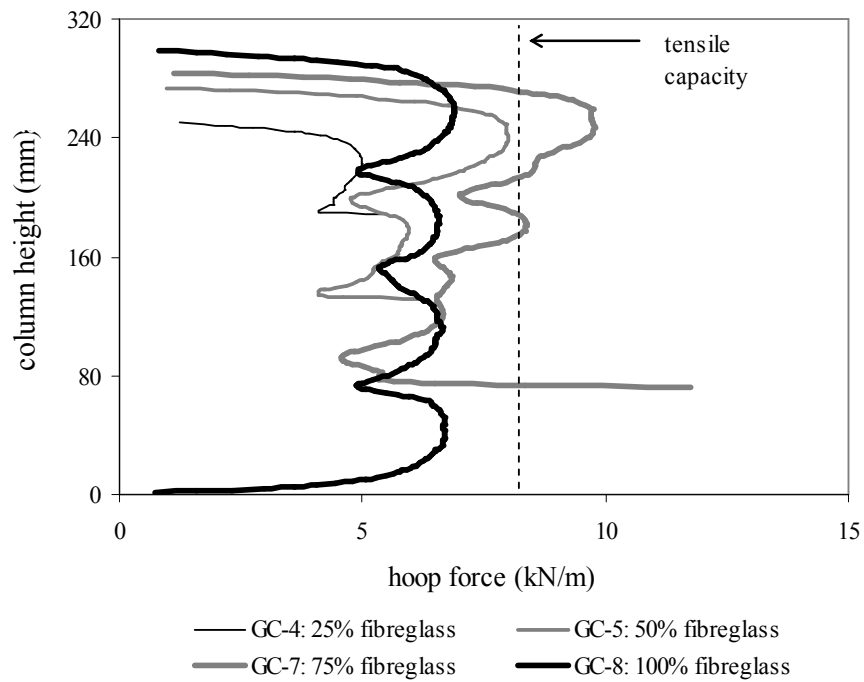 320
240
160
80
0
column height (mm)
tensile
capacity
0
5
10
15
hoop force (kN/m)
GC-4: 25% fibreglass
GC-5: 50% fibreglass
GC-7: 75% fibreglass
GC-8: 100% fibreglass